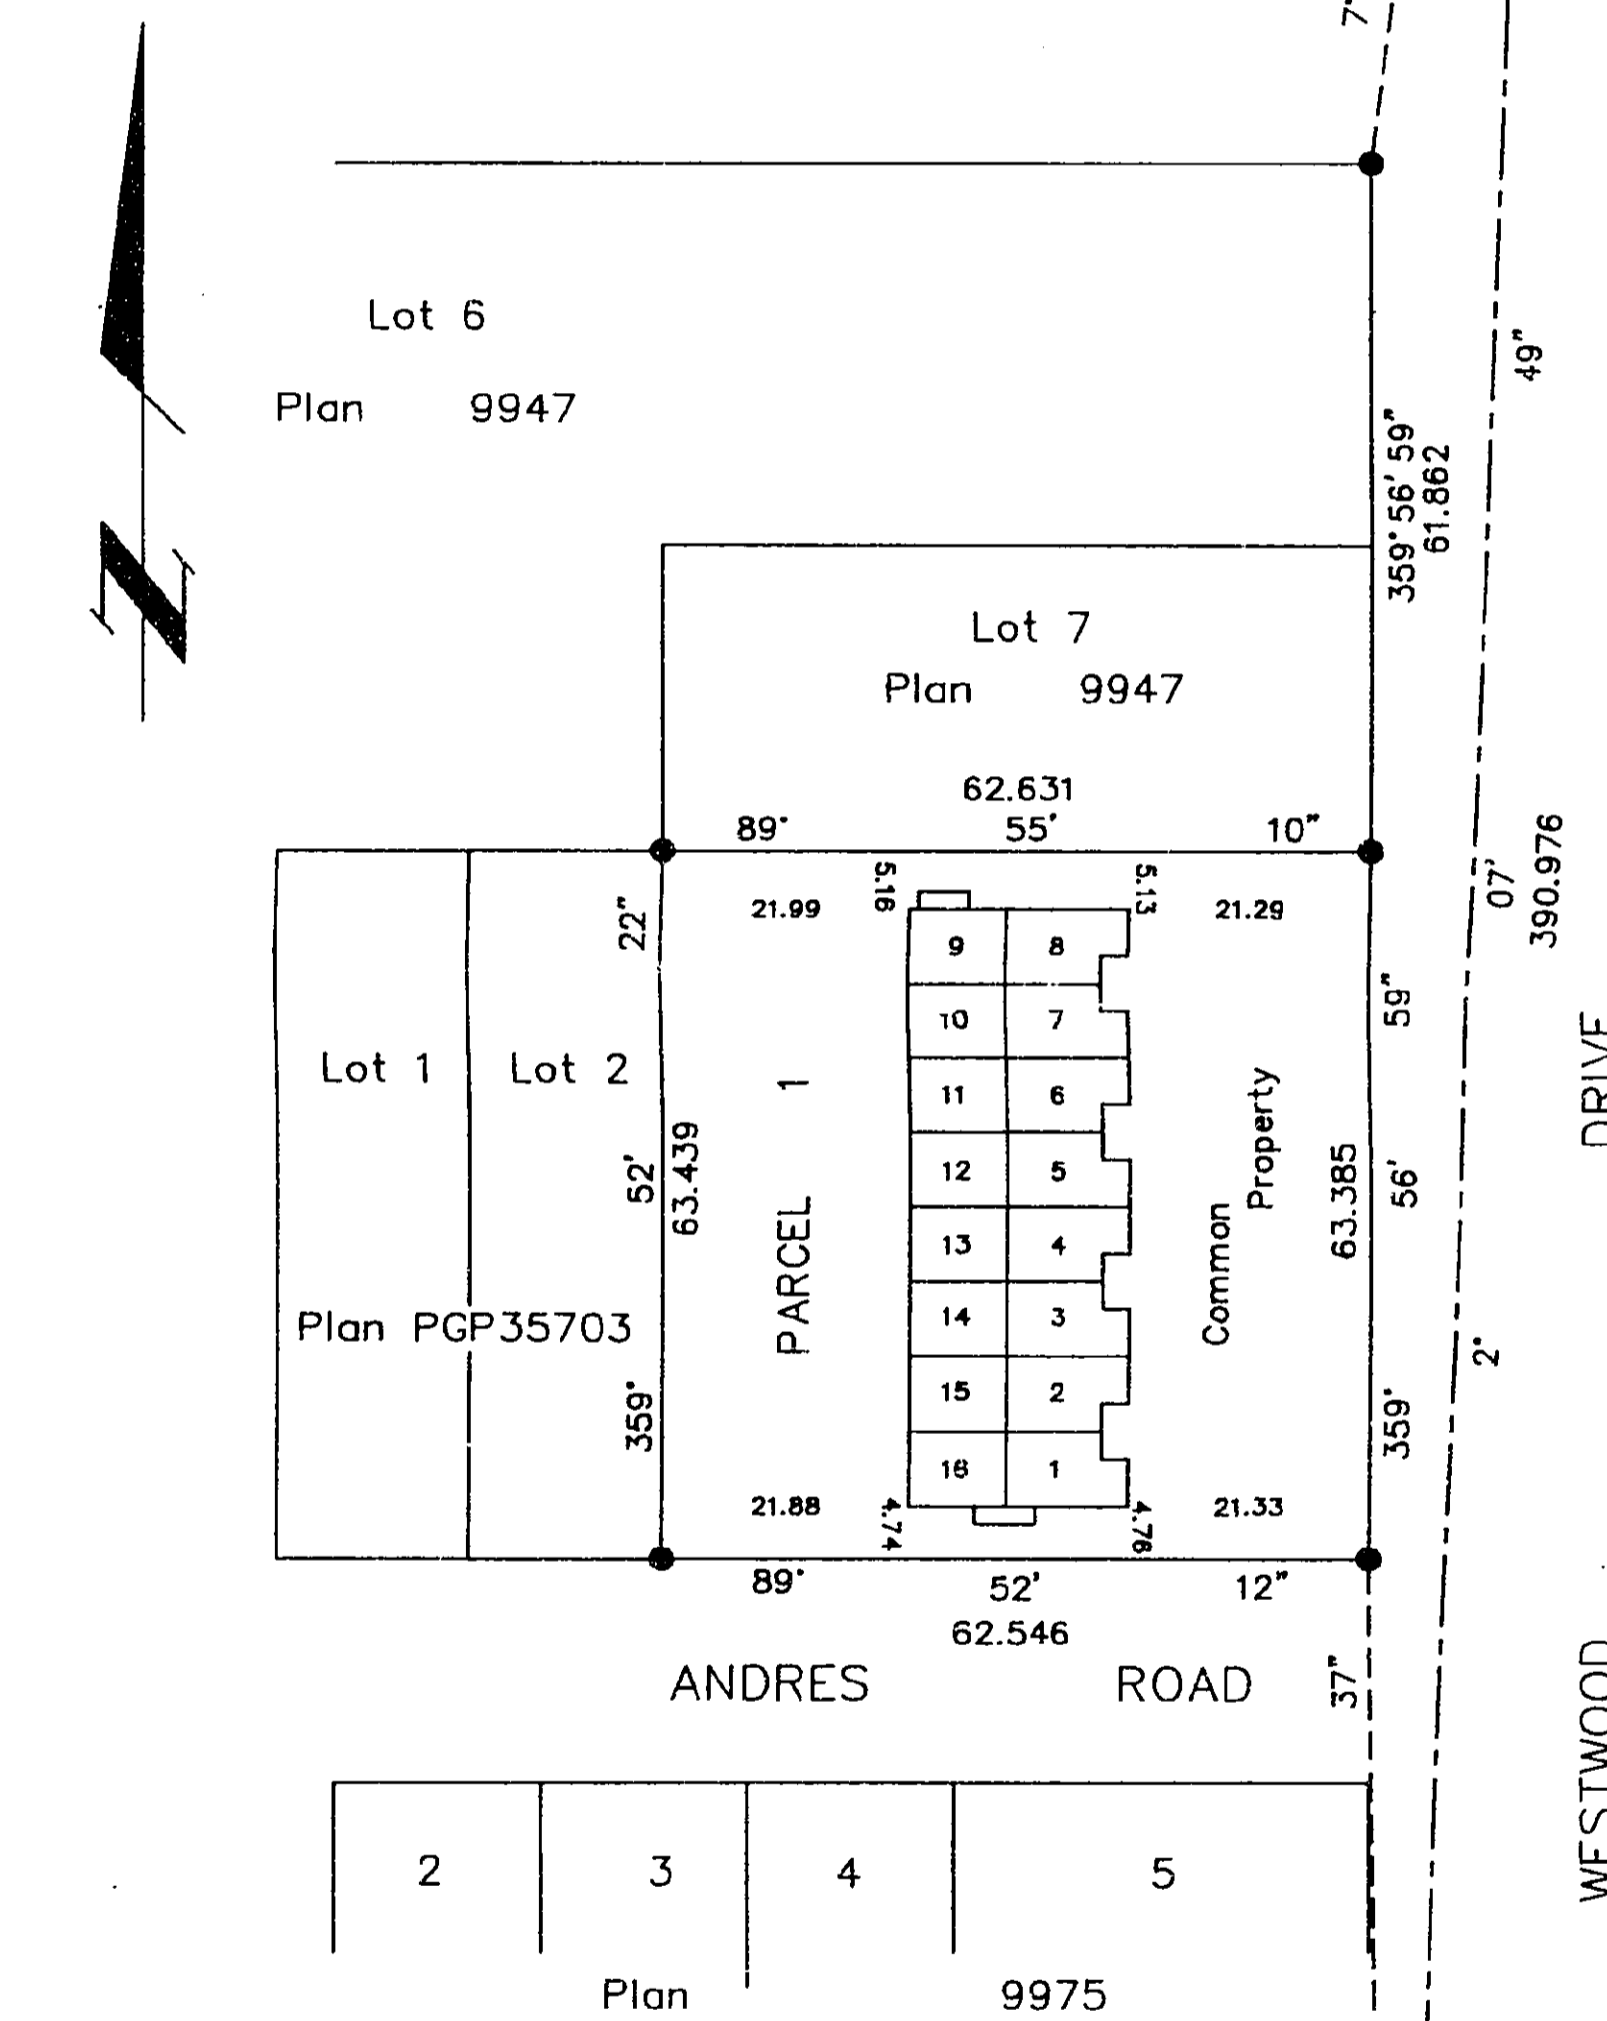 7°
Lot 6
Plan 9947
49"
359° 56' 59"
61.862
Lot 7
Plan 9947
62.631
89° 55' 10"
5.16
5.13
21.99
21.29
22"
52'
359°
63.439
9 8
10 7
11 6
12 5
13 4
14 3
15 2
16 1
Lot 1
Lot 2
Plan PGP35703
PARCEL 1
Common
Property
63.385
59"
56'
359°
07'
390.976
2°
21.88
21.33
4.74
4.76
89° 52' 12"
62.546
ANDRES ROAD
37"
WESTWOOD DRIVE
2 3 4 5
Plan 9975
N